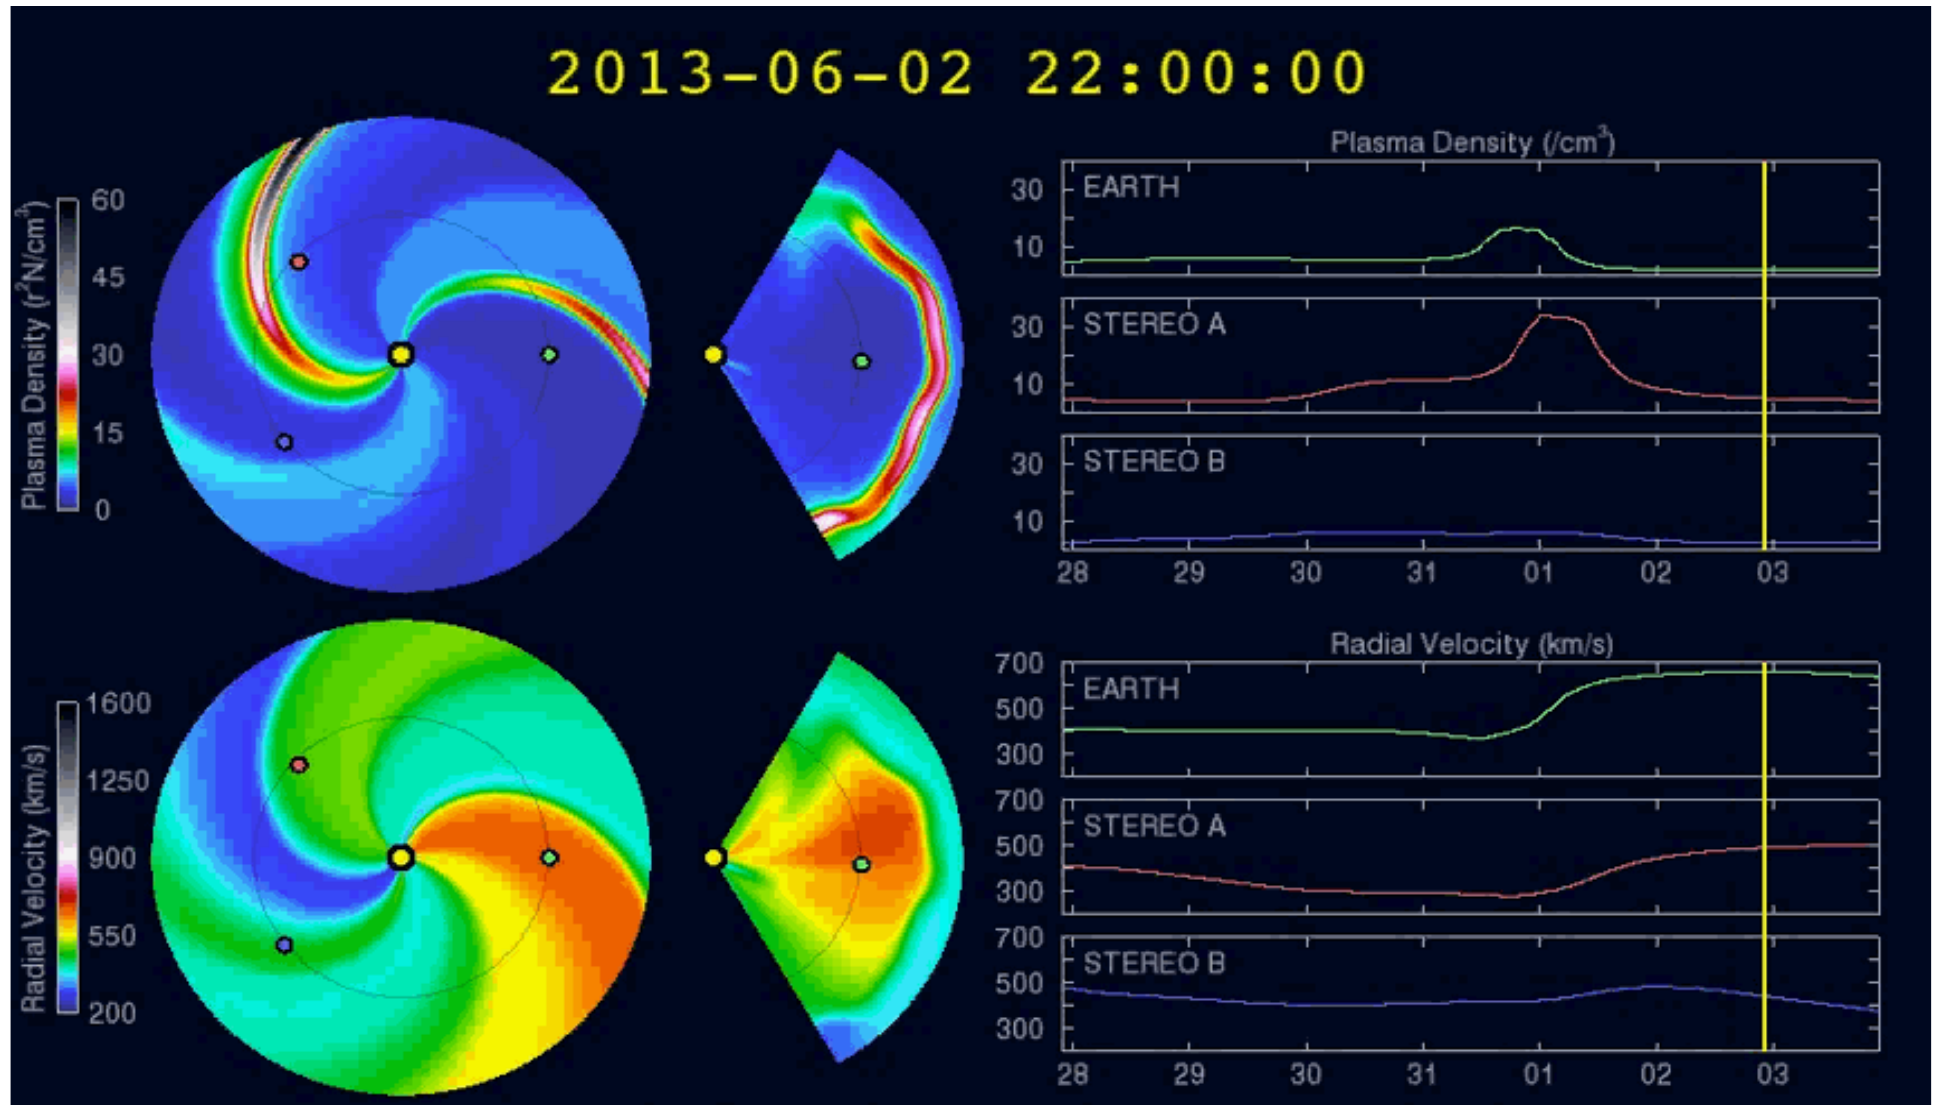 2013-06-02 22:00:00
Plasma Density (r²N/cm³)
60
45
30
15
0
Plasma Density (/cm³)
EARTH
30
10
STEREO A
30
10
STEREO B
30
10
28 29 30 31 01 02 03
Radial Velocity (km/s)
1600
1250
900
550
200
Radial Velocity (km/s)
EARTH
700
500
300
STEREO A
700
500
300
STEREO B
700
500
300
28 29 30 31 01 02 03